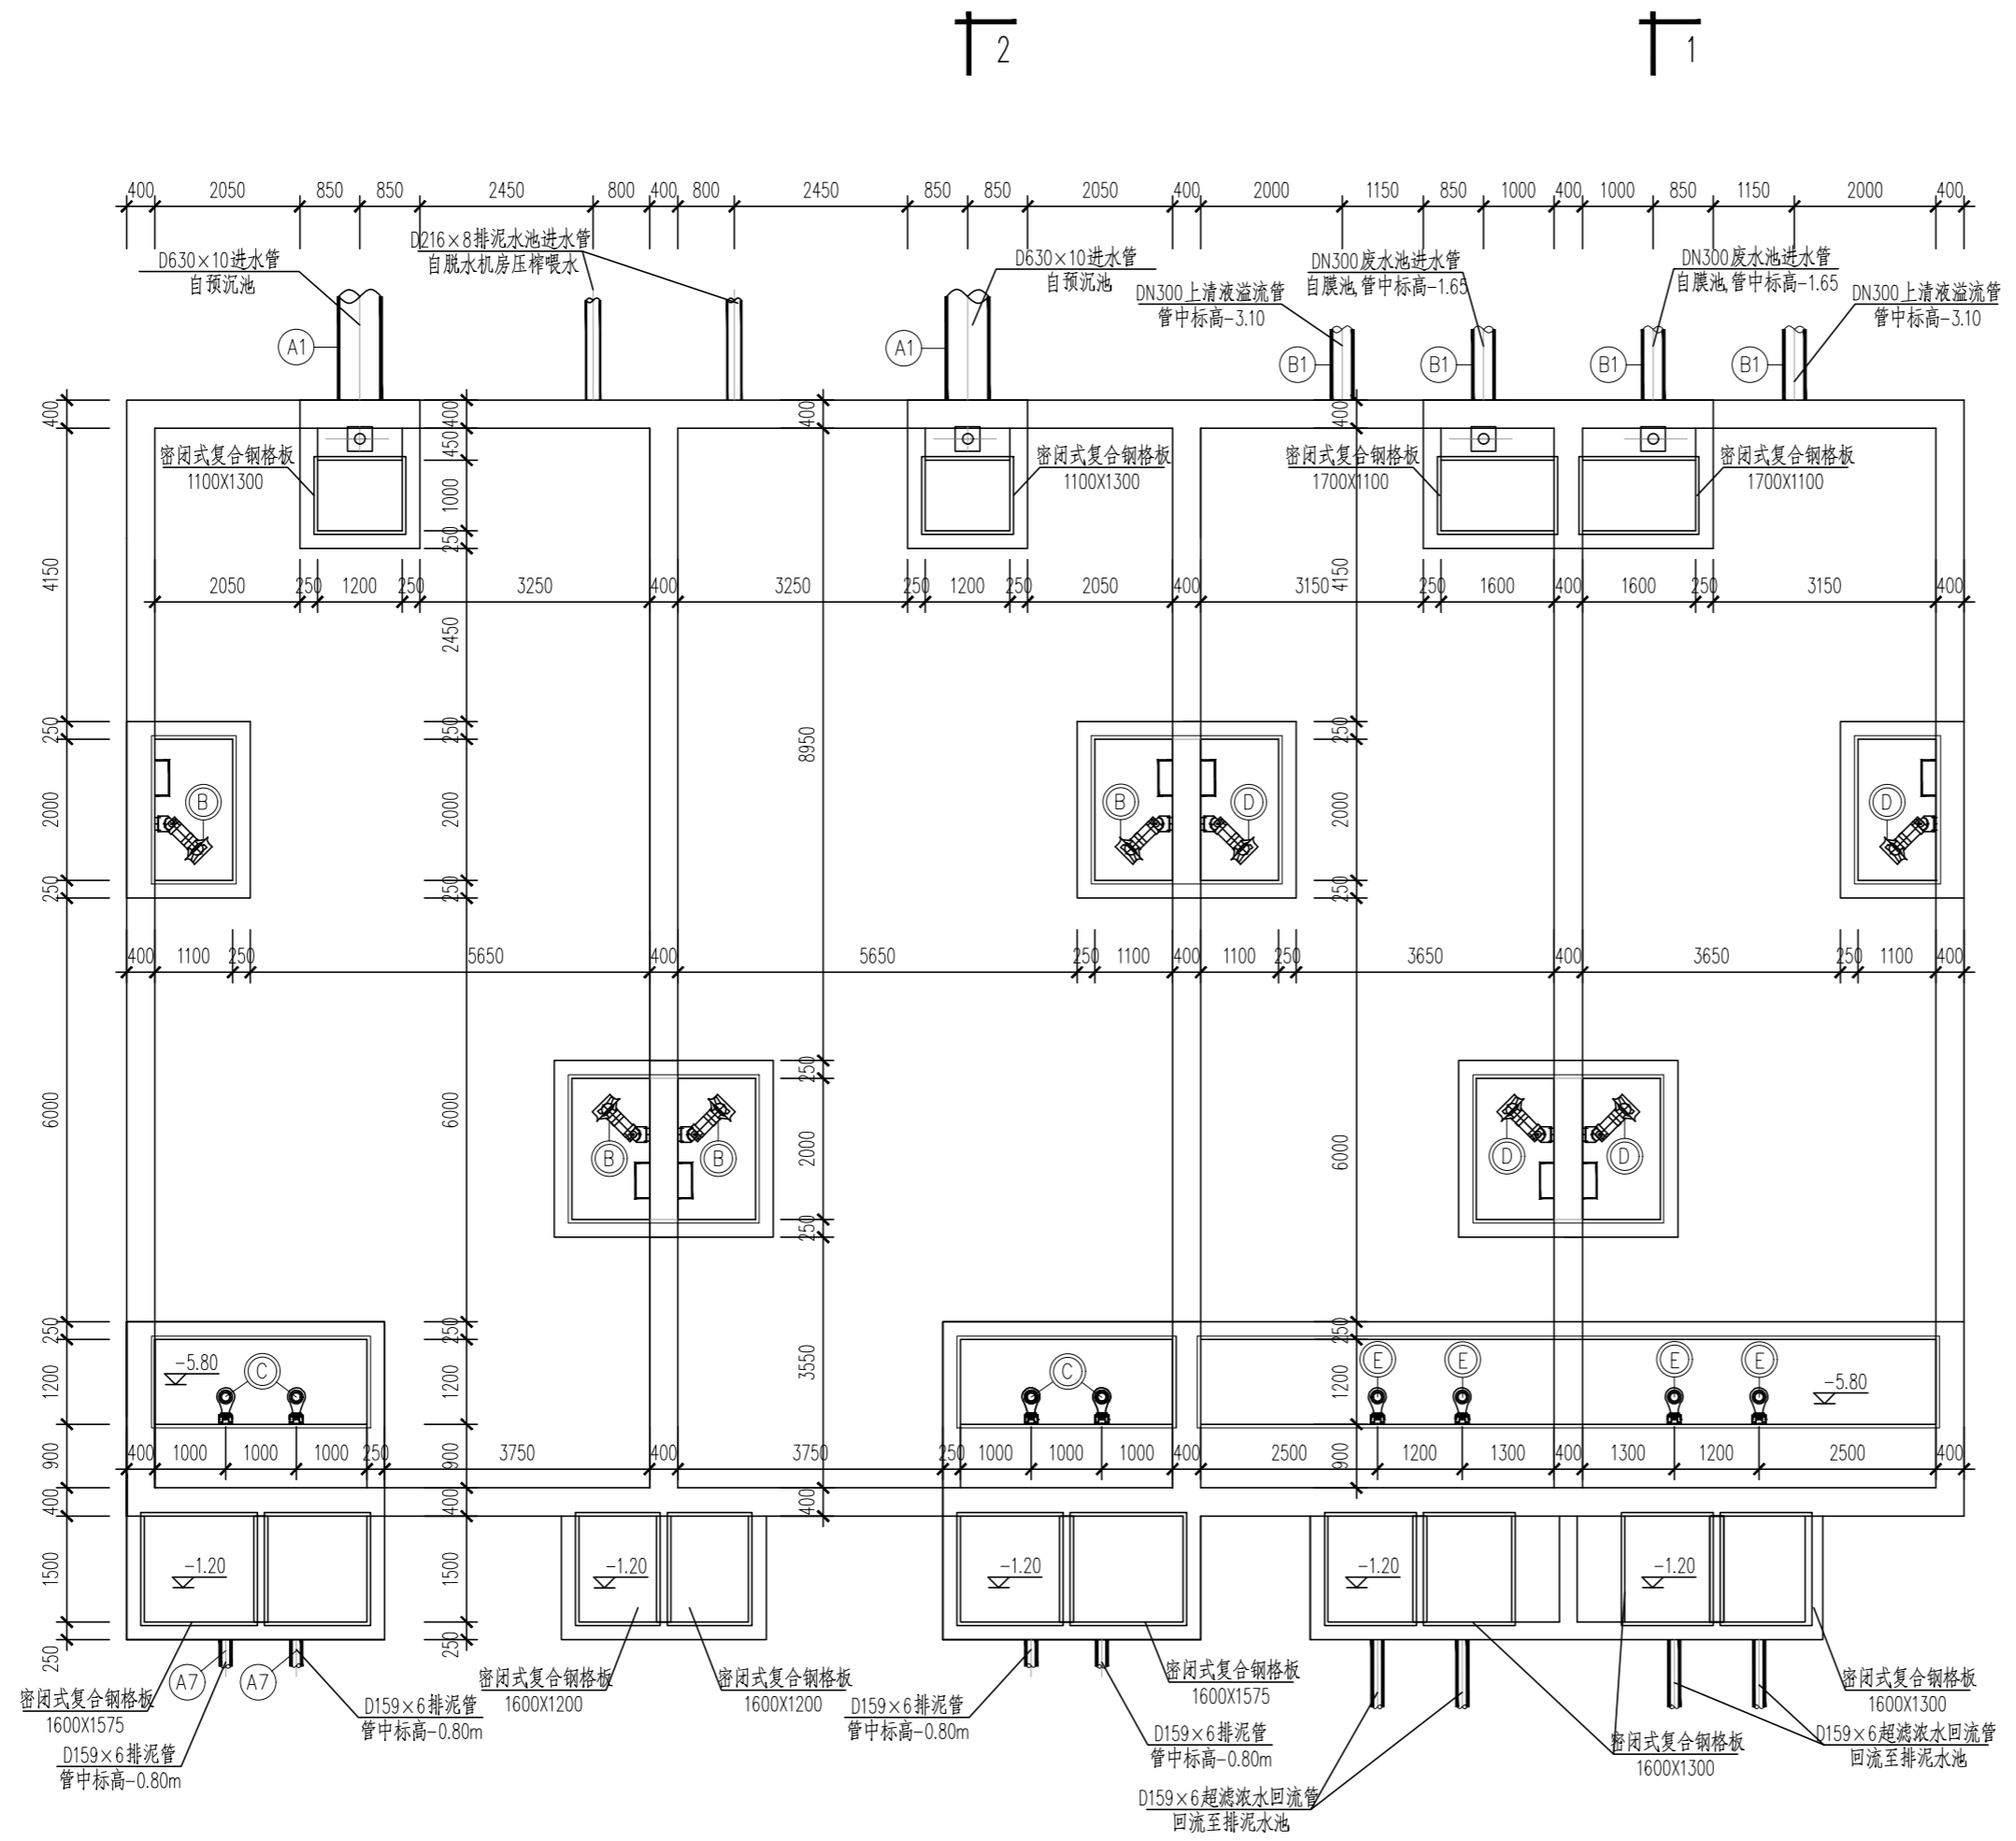 2
1
400 2050 850 850 2450 800 400 800 2450 850 850 2050 400 2000 1150 850 1000 400 1000 850 1150 2000 400
D630×10进水管
自预沉池
D216×8排泥水池进水管
自脱水机房压榨喂水
D630×10进水管
自预沉池
DN300上清液溢流管
管中标高-3.10
DN300废水池进水管
自膜池,管中标高-1.65
DN300废水池进水管
自膜池,管中标高-1.65
DN300上清液溢流管
管中标高-3.10
A1 A1 B1 B1 B1 B1
400 400 400 400
450
密闭式复合钢格板
1100X1300
密闭式复合钢格板
1100X1300
密闭式复合钢格板
1700X1100
密闭式复合钢格板
1700X1100
1000
250
4150 4150
2050 250 1200 250 3250 400 3250 250 1200 250 2050 400 3150 250 1600 400 1600 250 3150 400
2450
250 250 250
8950
2000 2000 2000
B B D D
250 250 250
400 1100 250 5650 400 5650 250 1100 400 1100 250 3650 400 3650 250 1100 400
250
6000 6000 2000 6000
B B D D
250
250 250 250
1200 1200 3550 1200
-5.80 C C E E E E -5.80
900 900 900
400 1000 1000 1000 250 3750 400 3750 250 1000 1000 1000 400 2500 1200 1300 400 1300 1200 2500 400
400 400 400
1500 1500
-1.20 -1.20 -1.20 -1.20 -1.20
250 250
A7 A7
密闭式复合钢格板
1600X1575
D159×6排泥管
管中标高-0.80m
D159×6排泥管
管中标高-0.80m
密闭式复合钢格板
1600X1200
密闭式复合钢格板
1600X1200
D159×6排泥管
管中标高-0.80m
密闭式复合钢格板
1600X1575
D159×6排泥管
管中标高-0.80m
D159×6超滤浓水回流管
回流至排泥水池
密闭式复合钢格板
1600X1300
密闭式复合钢格板
1600X1300
D159×6超滤浓水回流管
回流至排泥水池